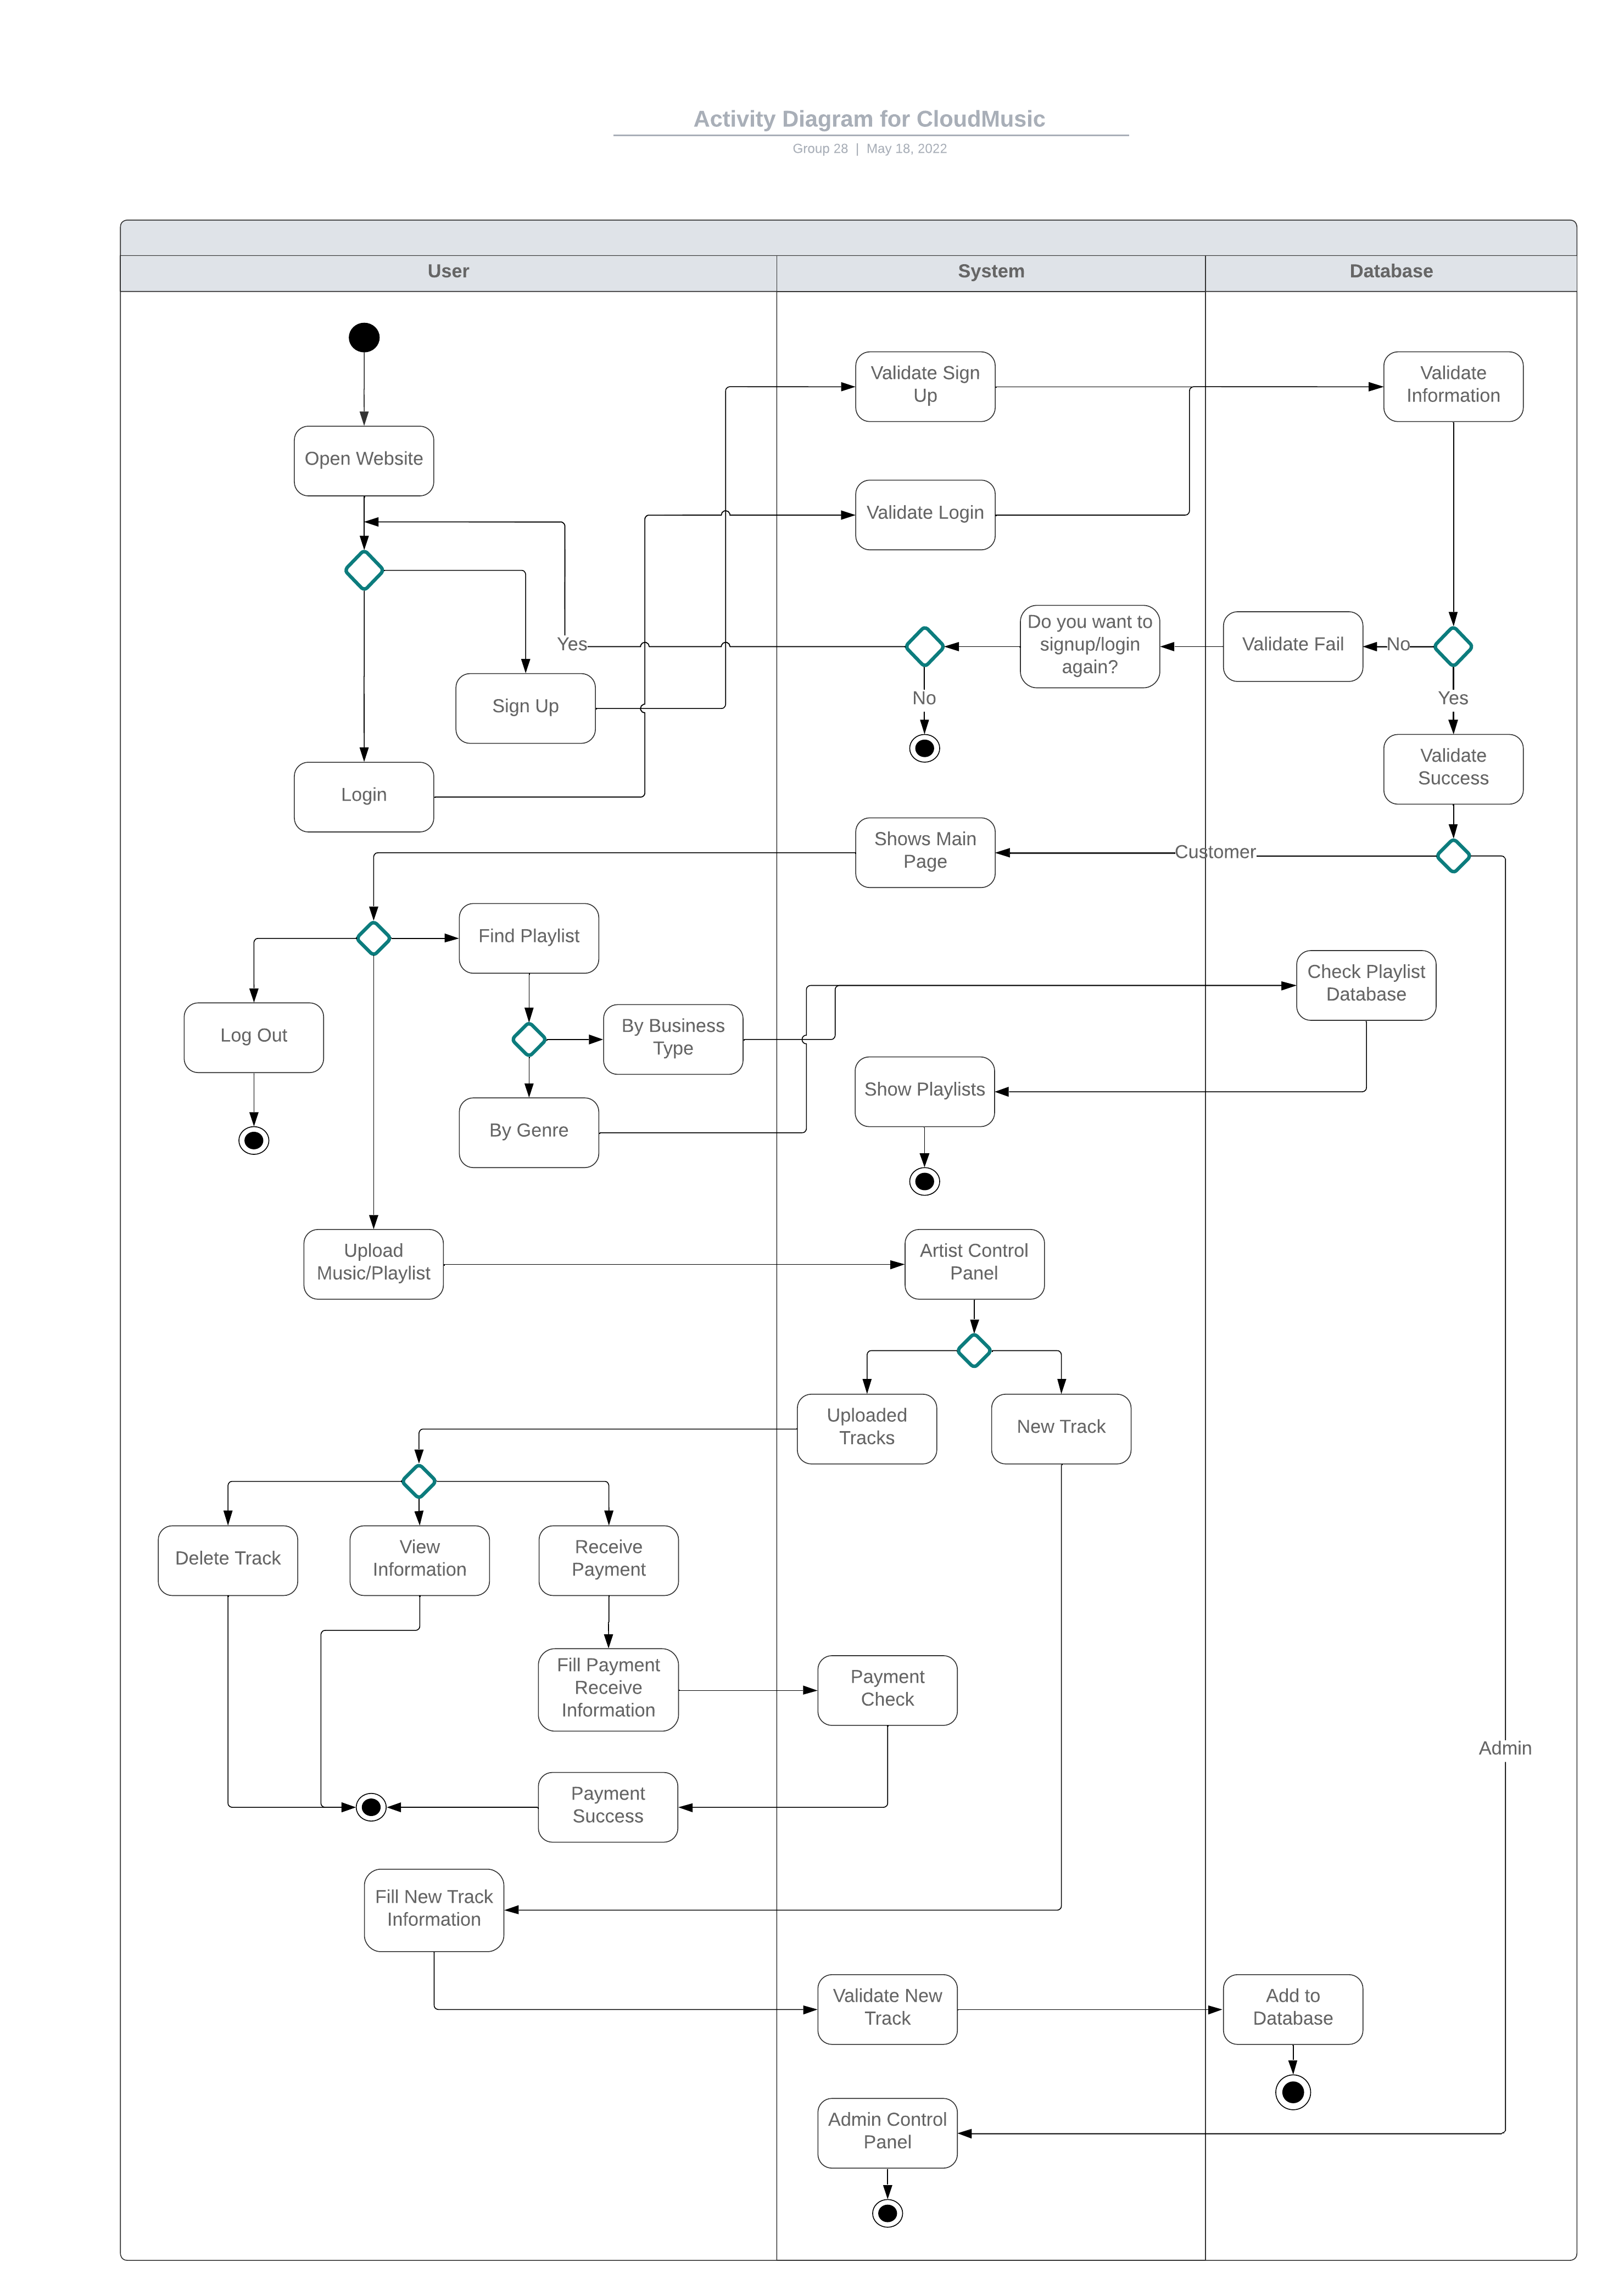 Activity Diagram for CloudMusic
Group 28 | May 18, 2022
User
System
Database
Validate Sign
Up
Validate
Information
Open Website
Validate Login
Do you want to
signup/login
again?
Validate Fail
No
Yes
Sign Up
No
Yes
Validate
Success
Login
Shows Main
Page
Customer
Find Playlist
Log Out
By Business
Type
Check Playlist
Database
Show Playlists
By Genre
Upload
Music/Playlist
Artist Control
Panel
Uploaded
Tracks
New Track
Delete Track
View
Information
Receive
Payment
Fill Payment
Receive
Information
Payment
Check
Admin
Payment
Success
Fill New Track
Information
Validate New
Track
Add to
Database
Admin Control
Panel